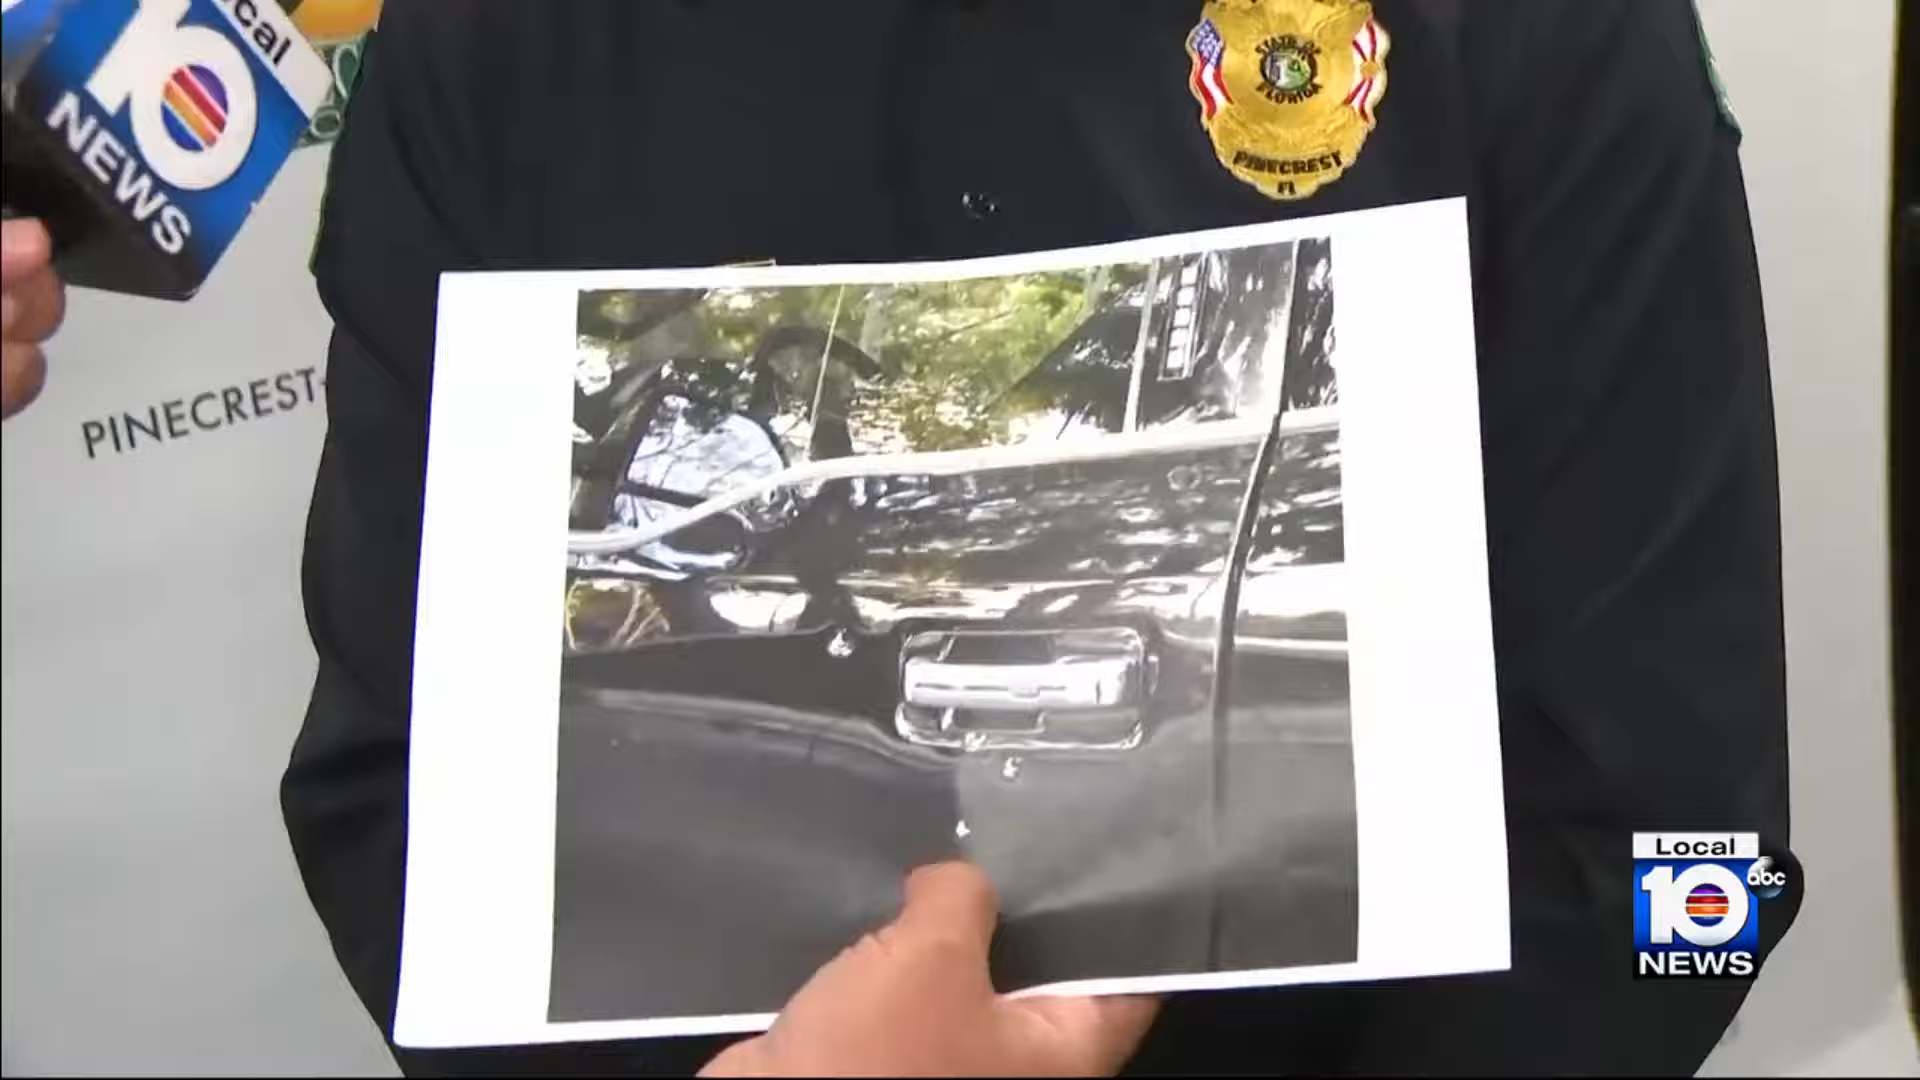 Local
10
NEWS
STATE OF
FLORIDA
PINECREST
FL
PINECREST
Local
10
abc
NEWS